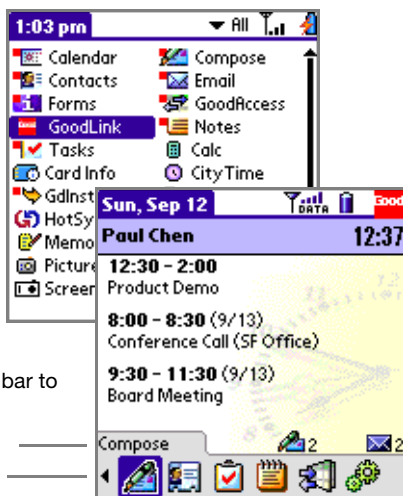 1:03 pm
All
Calendar
Compose
Contacts
Email
Forms
GoodAccess
Good
GoodLink
Notes
Tasks
Calc
Card Info
CityTime
GdInst
HotSy
Memo
Picture
Screen
Sun, Sep 12
DATA
Good
Paul Chen
12:37
12:30 - 2:00
Product Demo
8:00 - 8:30 (9/13)
Conference Call (SF Office)
9:30 - 11:30 (9/13)
Board Meeting
bar to
Compose
2
2